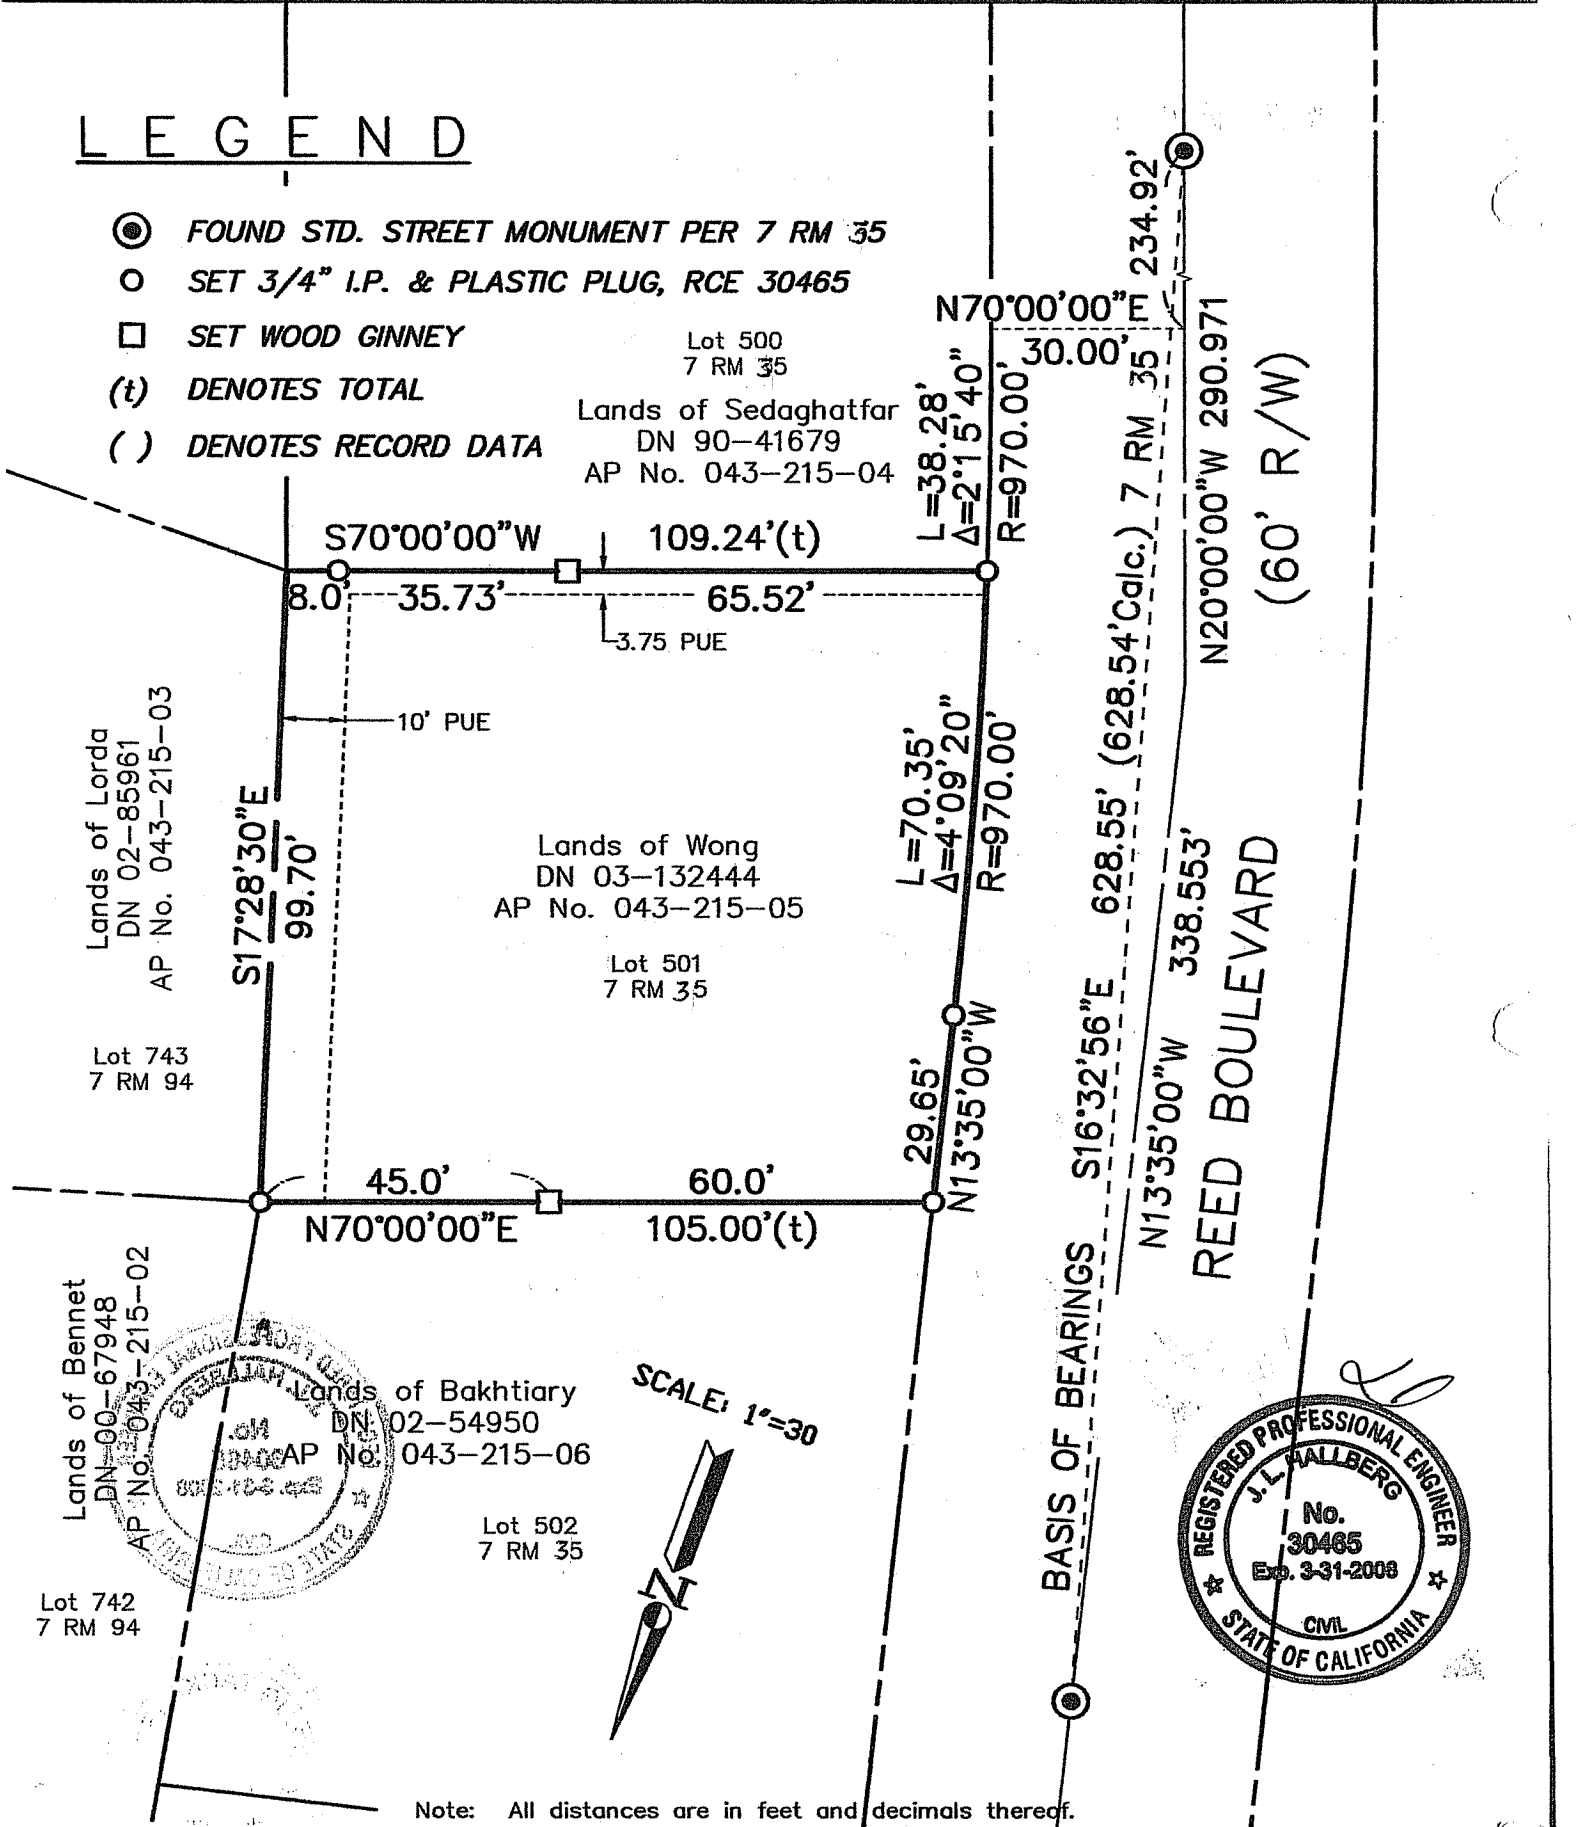 LEGEND
FOUND STD. STREET MONUMENT PER 7 RM 35
SET 3/4" I.P. & PLASTIC PLUG, RCE 30465
SET WOOD GINNEY
(t) DENOTES TOTAL
( ) DENOTES RECORD DATA
Lot 500
7 RM 35
Lands of Sedaghatfar
DN 90-41679
AP No. 043-215-04
234.92'
N70°00'00"E
30.00'
L=38.28'
Δ=2°15'40"
R=970.00'
N20°00'00"W 290.971
(60' R/W)
S70°00'00"W 109.24'(t)
8.0' 35.73' 65.52'
3.75 PUE
10' PUE
Lands of Lorda
DN 02-85961
AP No. 043-215-03
S17°28'30"E
99.70'
Lands of Wong
DN 03-132444
AP No. 043-215-05
Lot 501
7 RM 35
L=70.35'
Δ=4°09'20"
R=970.00'
BASIS OF BEARINGS S16°32'56"E 628.55' (628.54'Calc.) 7 RM 35
N13°35'00"W 338.553'
REED BOULEVARD
Lot 743
7 RM 94
29.65'
N13°35'00"W
45.0' 60.0'
N70°00'00"E 105.00'(t)
Lands of Bennet
DN 00-67948
AP No. 043-215-02
Lands of Bakhtiary
DN 02-54950
AP No. 043-215-06
Lot 502
7 RM 35
Lot 742
7 RM 94
SCALE: 1"=30
N
REGISTERED PROFESSIONAL ENGINEER
J. L. HALLBERG
No.
30465
Exp. 3-31-2008
CIVIL
STATE OF CALIFORNIA
Note: All distances are in feet and decimals thereof.